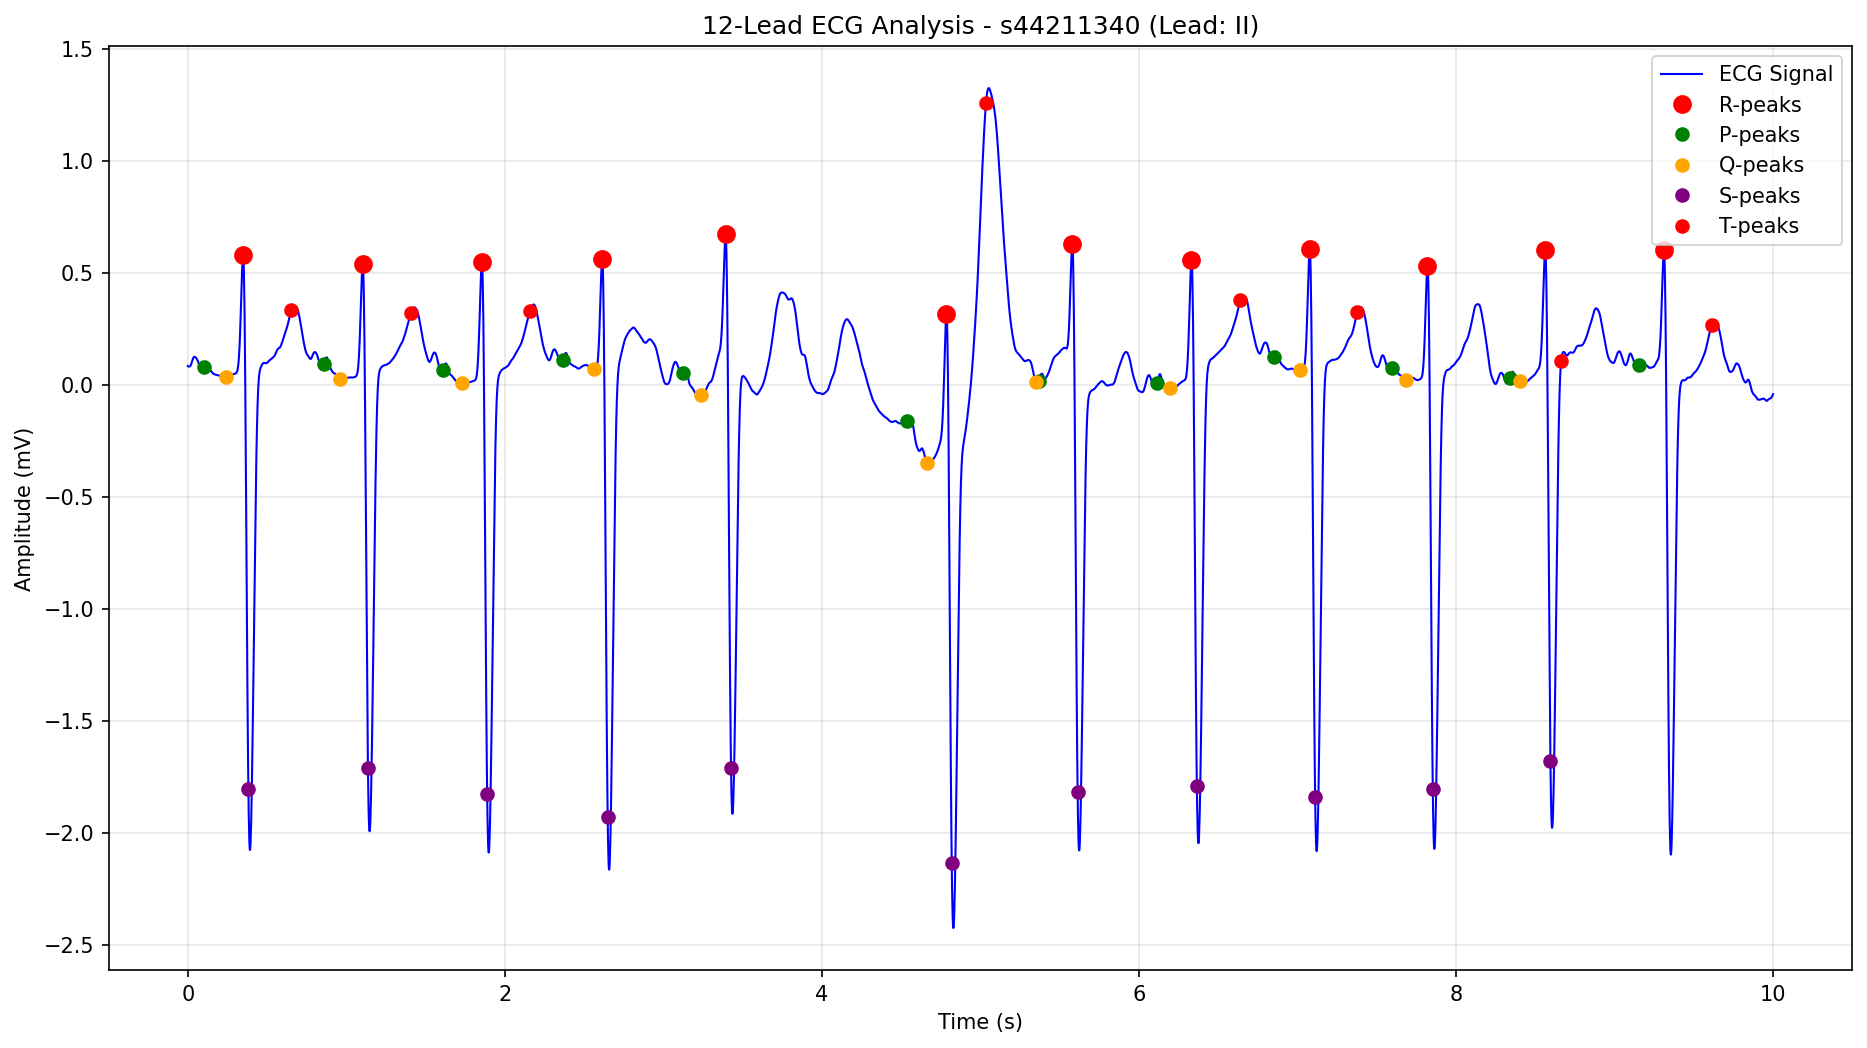 12-Lead ECG Analysis - s44211340 (Lead: II)
1.5
1.0
0.5
0.0
−0.5
−1.0
−1.5
−2.0
−2.5
Amplitude (mV)
ECG Signal
R-peaks
P-peaks
Q-peaks
S-peaks
T-peaks
0 2 4 6 8 10
Time (s)